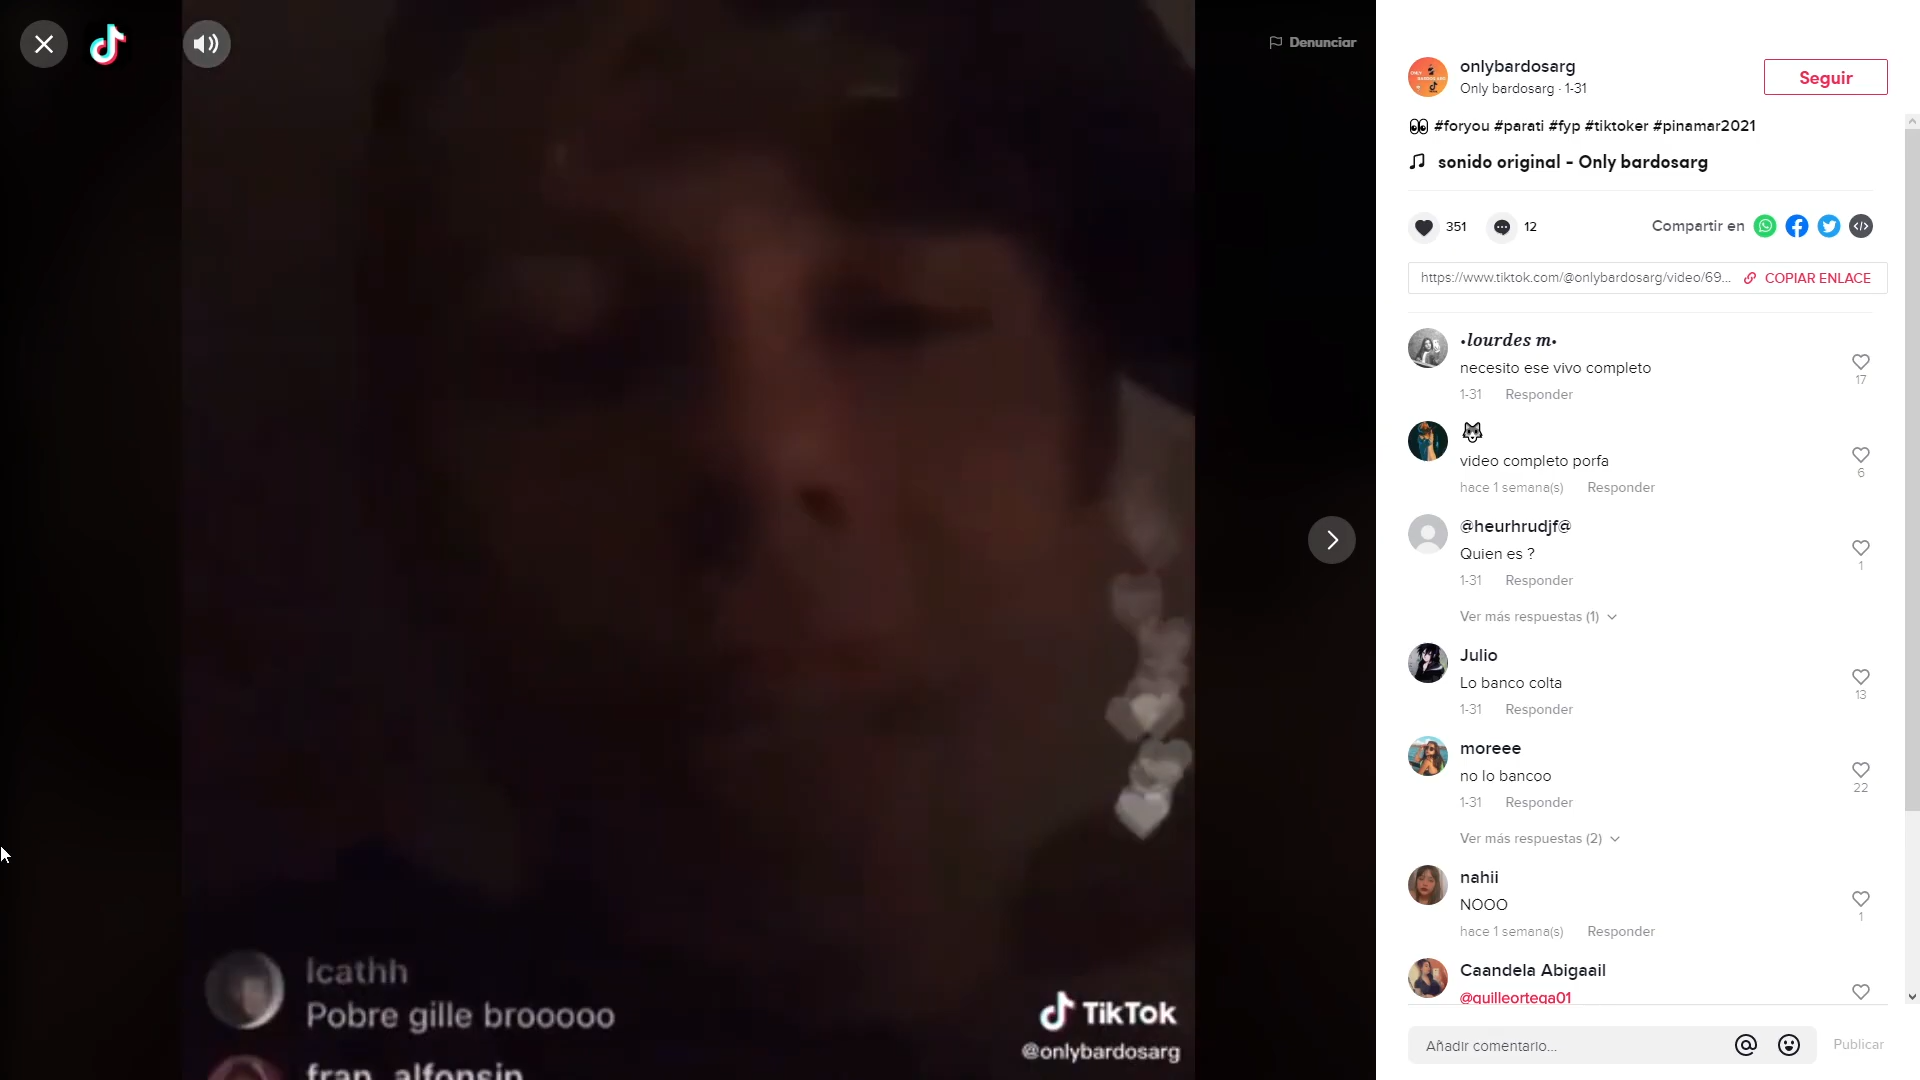 Denunciar
lcathh
Pobre gille brooooo
fran_alfonsin
TikTok
@onlybardosarg
onlybardosarg
Only bardosarg · 1-31
Seguir
👀 #foryou #parati #fyp #tiktoker #pinamar2021
sonido original - Only bardosarg
351
12
Compartir en
https://www.tiktok.com/@onlybardosarg/video/69...
COPIAR ENLACE
•lourdes m•
necesito ese vivo completo
17
1-31 Responder
🐺
video completo porfa
6
hace 1 semana(s) Responder
@heurhrudjf@
Quien es ?
1
1-31 Responder
Ver más respuestas (1)
Julio
Lo banco colta
13
1-31 Responder
moreee
no lo bancoo
22
1-31 Responder
Ver más respuestas (2)
nahii
NOOO
1
hace 1 semana(s) Responder
Caandela Abigaail
@guilleortega01
Añadir comentario...
Publicar